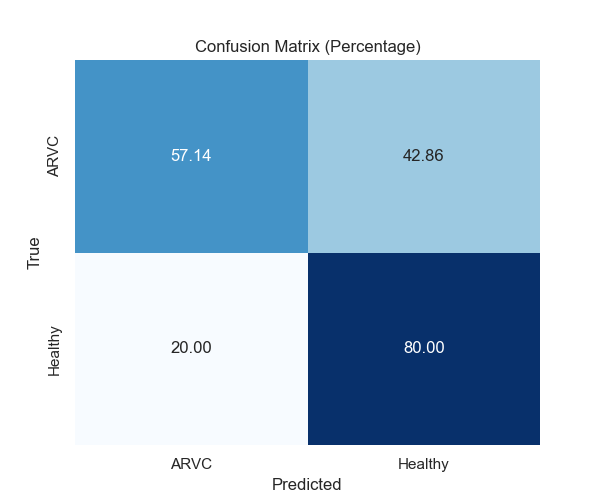 Confusion Matrix (Percentage)
ARVC
57.14 42.86
True
Healthy
20.00 80.00
ARVC Healthy
Predicted